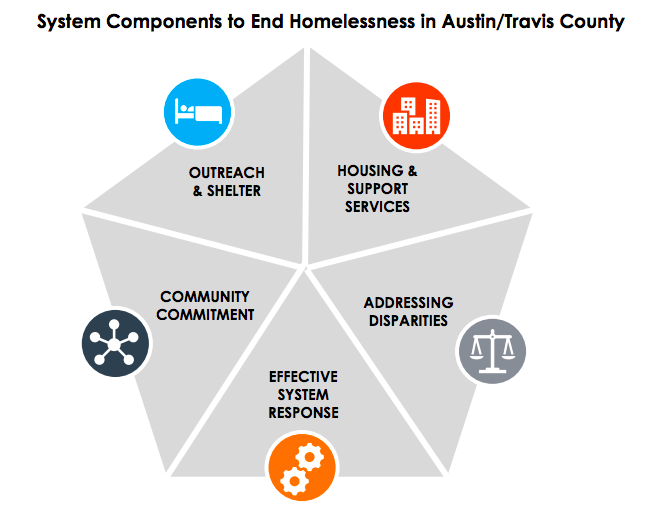 System Components to End Homelessness in Austin/Travis County
OUTREACH
& SHELTER
HOUSING &
SUPPORT
SERVICES
COMMUNITY
COMMITMENT
ADDRESSING
DISPARITIES
EFFECTIVE
SYSTEM
RESPONSE